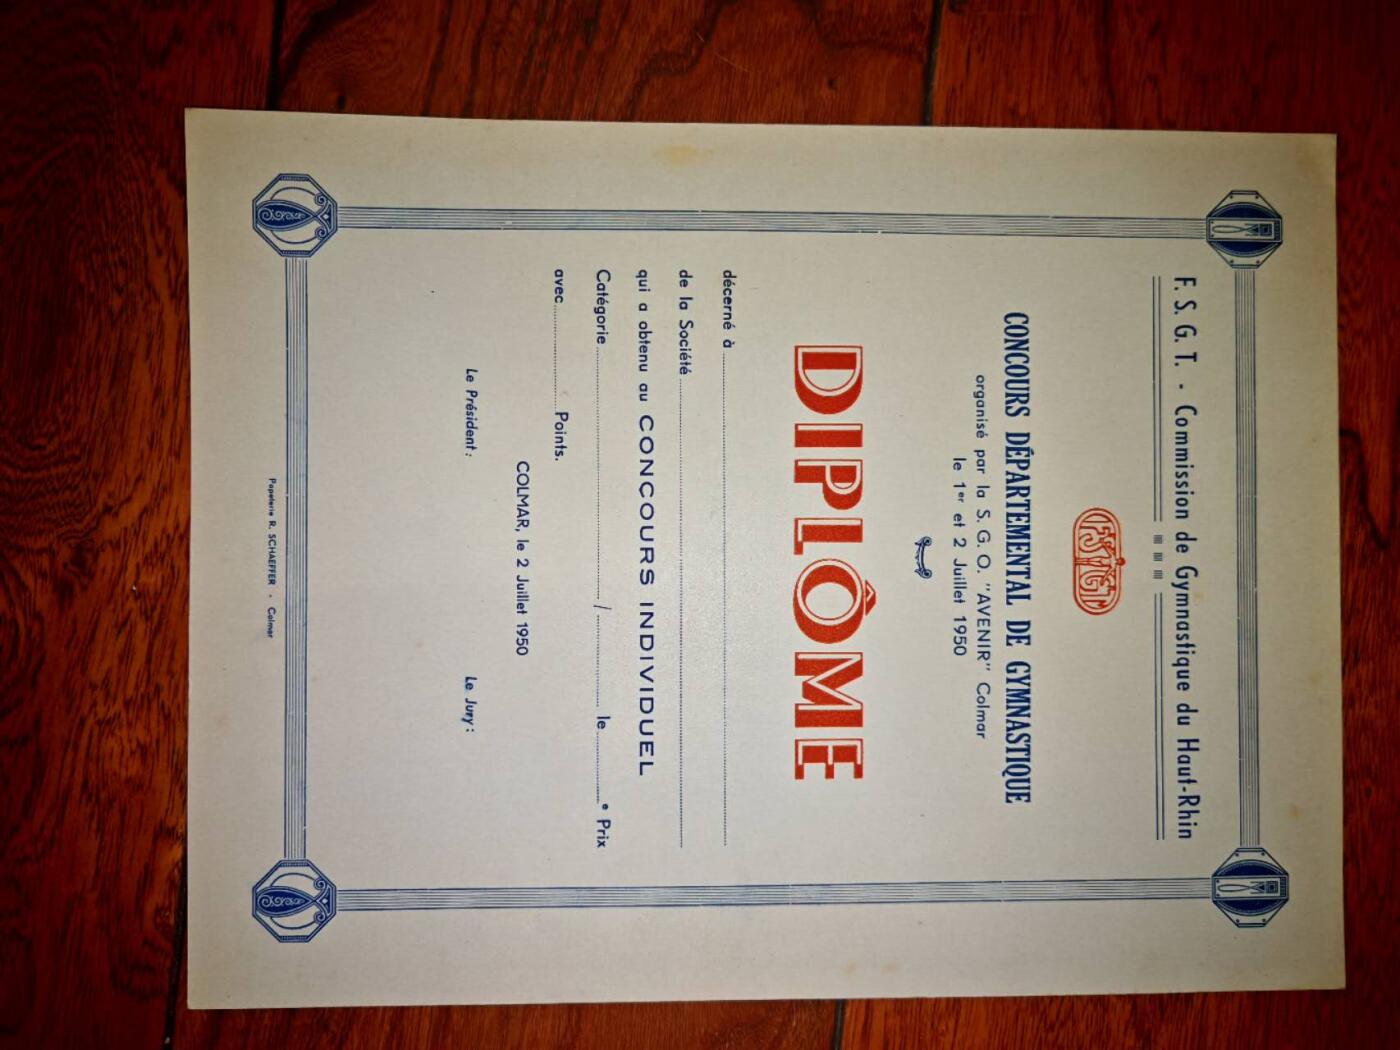 F. S. G. T. - Commission de Gymnastique du Haut-Rhin
FSGT
CONCOURS DÉPARTEMENTAL DE GYMNASTIQUE
organisé par la S. G. O. "AVENIR" Colmar
le 1er et 2 Juillet 1950
DIPLÔME
décerné à
de la Société
qui a obtenu au CONCOURS INDIVIDUEL
Catégorie / le e Prix
avec Points.
COLMAR, le 2 Juillet 1950
Le Président : Le Jury :
Papeterie R. SCHAEFFER - Colmar